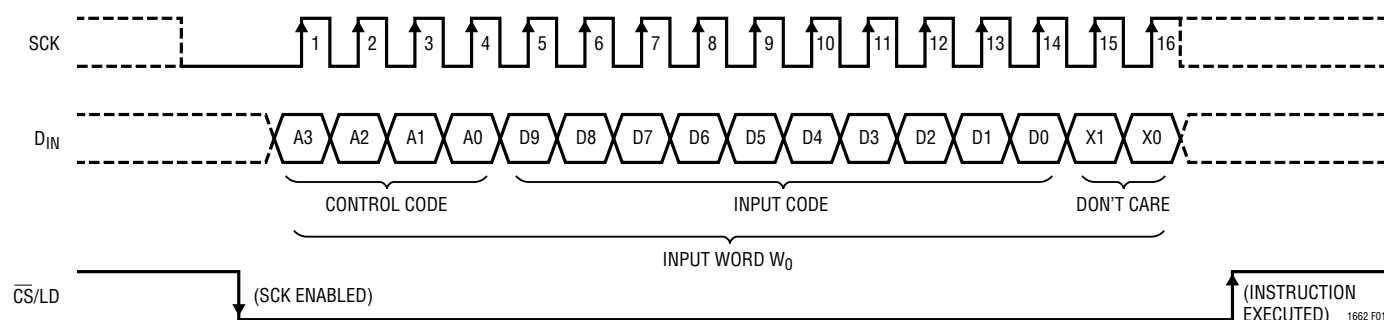 SCK 1 2 3 4 5 6 7 8 9 10 11 12 13 14 15 16
DIN A3 A2 A1 A0 D9 D8 D7 D6 D5 D4 D3 D2 D1 D0 X1 X0
CONTROL CODE INPUT CODE DON'T CARE
INPUT WORD W0
CS/LD (SCK ENABLED) (INSTRUCTION
EXECUTED) 1662 F01